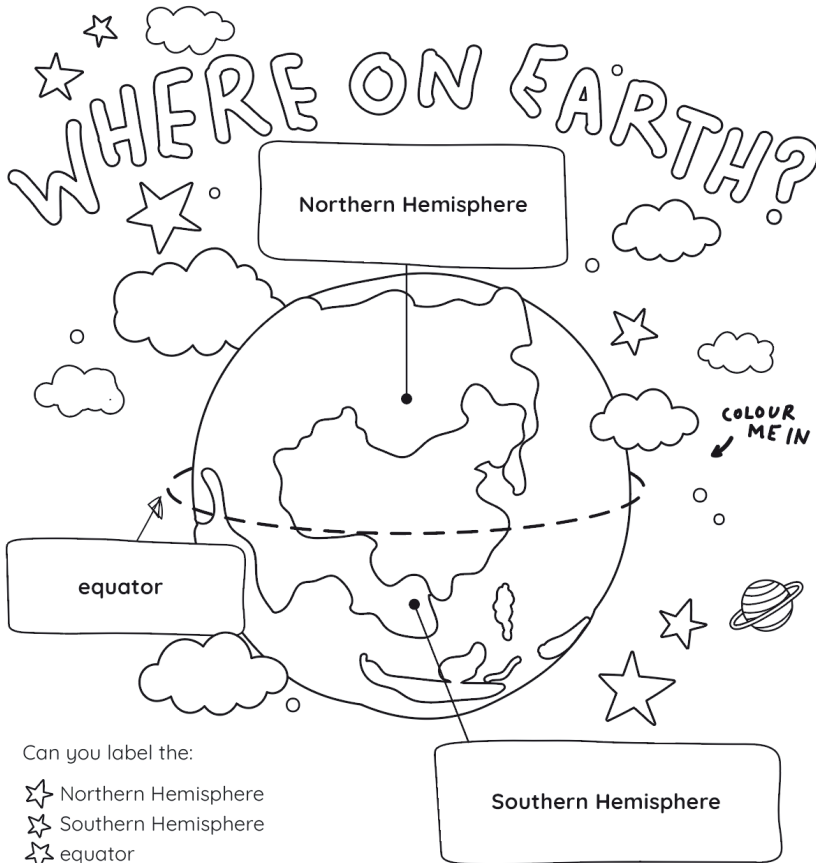 WHERE ON EARTH?
Northern Hemisphere
COLOUR
ME IN
equator
Southern Hemisphere
Can you label the:
Northern Hemisphere
Southern Hemisphere
equator